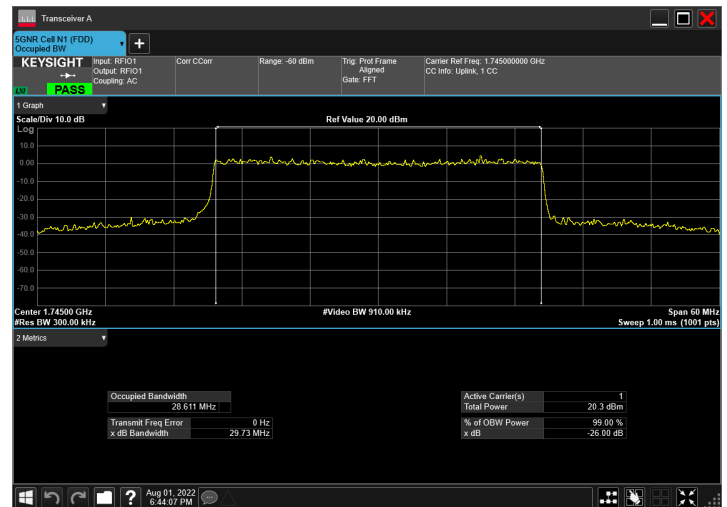 Transceiver A
5GNR Cell N1 (FDD)
Occupied BW
+
KEYSIGHT
LXI
PASS
Input: RFIO1
Output: RFIO1
Coupling: AC
Corr CCorr
Range: -60 dBm
Trig: Prot Frame
Aligned
Gate: FFT
Carrier Ref Freq: 1.745000000 GHz
CC Info: Uplink, 1 CC
1 Graph
Scale/Div 10.0 dB
Ref Value 20.00 dBm
Log
10.0
0.00
-10.0
-20.0
-30.0
-40.0
-50.0
-60.0
-70.0
Center 1.74500 GHz
#Video BW 910.00 kHz
Span 60 MHz
#Res BW 300.00 kHz
Sweep 1.00 ms (1001 pts)
2 Metrics
Occupied Bandwidth
28.611 MHz
Transmit Freq Error 0 Hz
x dB Bandwidth 29.73 MHz
Active Carrier(s) 1
Total Power 20.3 dBm
% of OBW Power 99.00 %
x dB -26.00 dB
?
Aug 01, 2022
6:44:07 PM